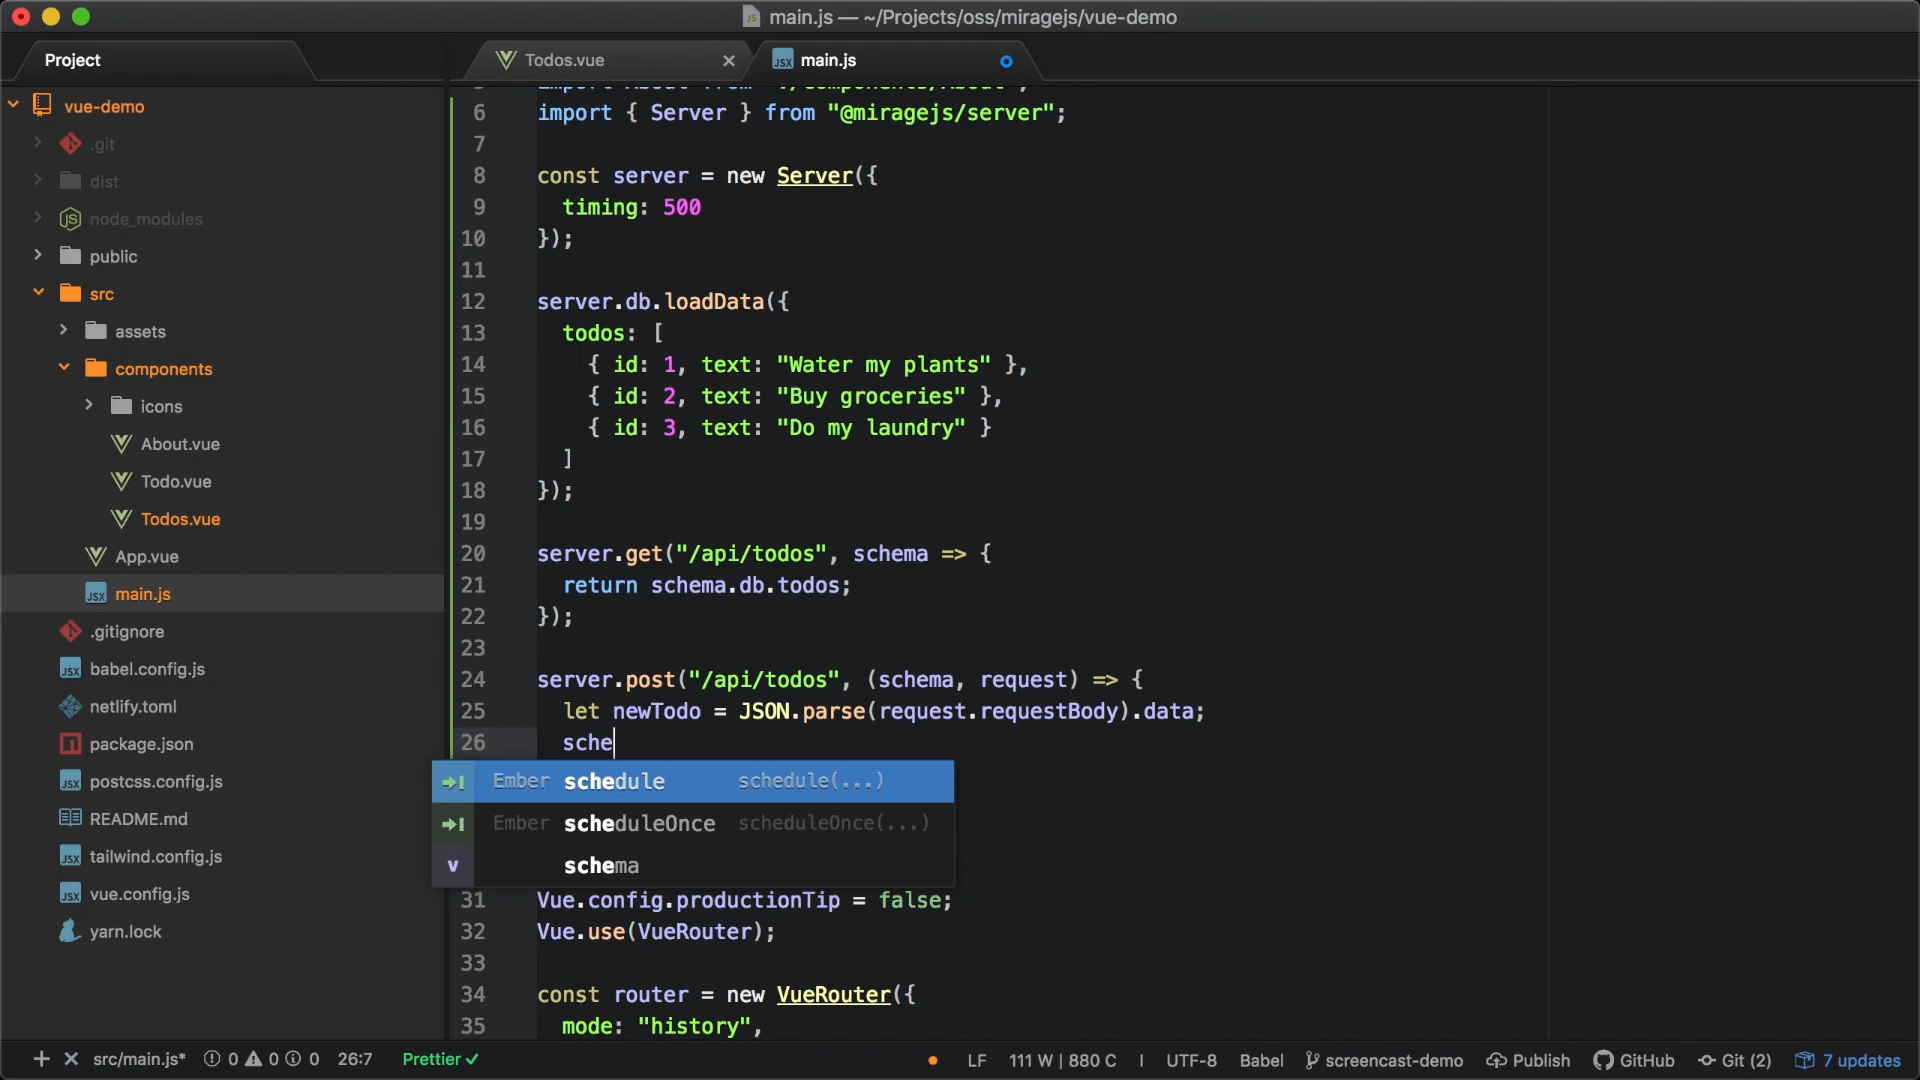 main.js — ~/Projects/oss/miragejs/vue-demo
Project
Todos.vue
main.js
vue-demo
.git
dist
node_modules
public
src
assets
components
icons
About.vue
Todo.vue
Todos.vue
App.vue
main.js
.gitignore
babel.config.js
netlify.toml
package.json
postcss.config.js
README.md
tailwind.config.js
vue.config.js
yarn.lock
6 import { Server } from "@miragejs/server";
7
8 const server = new Server({
9 timing: 500
10 });
11
12 server.db.loadData({
13 todos: [
14 { id: 1, text: "Water my plants" },
15 { id: 2, text: "Buy groceries" },
16 { id: 3, text: "Do my laundry" }
17 ]
18 });
19
20 server.get("/api/todos", schema => {
21 return schema.db.todos;
22 });
23
24 server.post("/api/todos", (schema, request) => {
25 let newTodo = JSON.parse(request.requestBody).data;
26 sche
Ember schedule schedule(...)
Ember scheduleOnce scheduleOnce(...)
v schema
31 Vue.config.productionTip = false;
32 Vue.use(VueRouter);
33
34 const router = new VueRouter({
35 mode: "history",
src/main.js* 0 0 0 26:7 Prettier ✓ LF 111 W | 880 C I UTF-8 Babel screencast-demo Publish GitHub Git (2) 7 updates